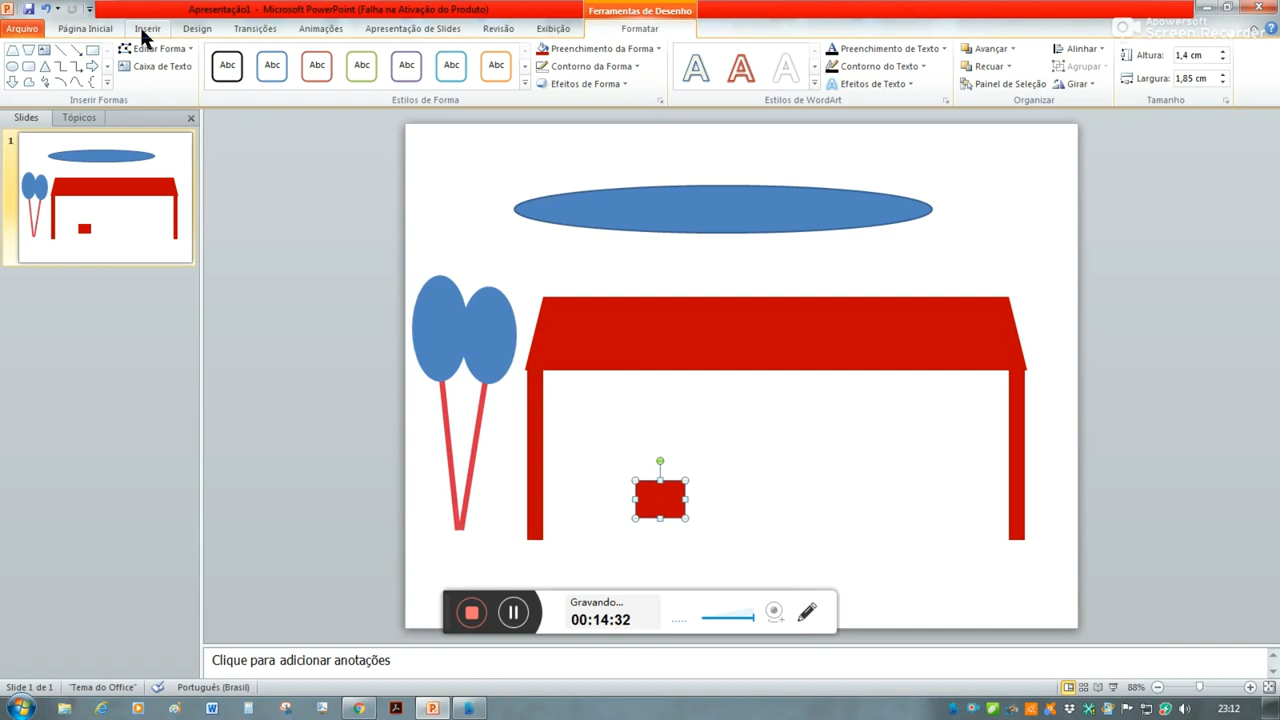 Apresentação1 - Microsoft PowerPoint (Falha na Ativação do Produto)
Ferramentas de Desenho
Arquivo Página Inicial Inserir Design Transições Animações Apresentação de Slides Revisão Exibição Formatar
Apowersoft
Screen Recorder
Editar Forma
Caixa de Texto
Inserir Formas
Abc Abc Abc Abc Abc Abc Abc
Estilos de Forma
Preenchimento da Forma
Contorno da Forma
Efeitos de Forma
Estilos de WordArt
Preenchimento de Texto
Contorno do Texto
Efeitos de Texto
Avançar
Recuar
Painel de Seleção
Alinhar
Agrupar
Girar
Organizar
Altura: 1,4 cm
Largura: 1,85 cm
Tamanho
Slides Tópicos
1
Gravando...
00:14:32
Clique para adicionar anotações
Slide 1 de 1 "Tema do Office" Português (Brasil) 88%
23:12